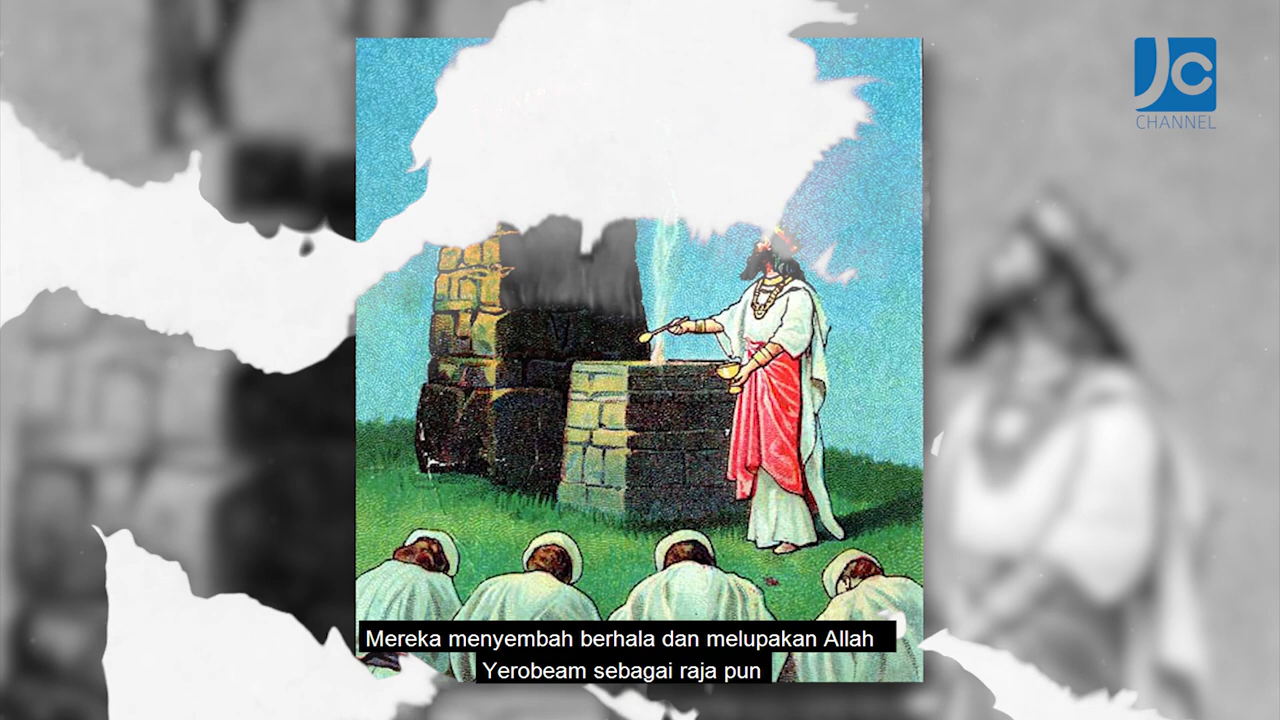 JC
CHANNEL
Mereka menyembah berhala dan melupakan Allah
Yerobeam sebagai raja pun